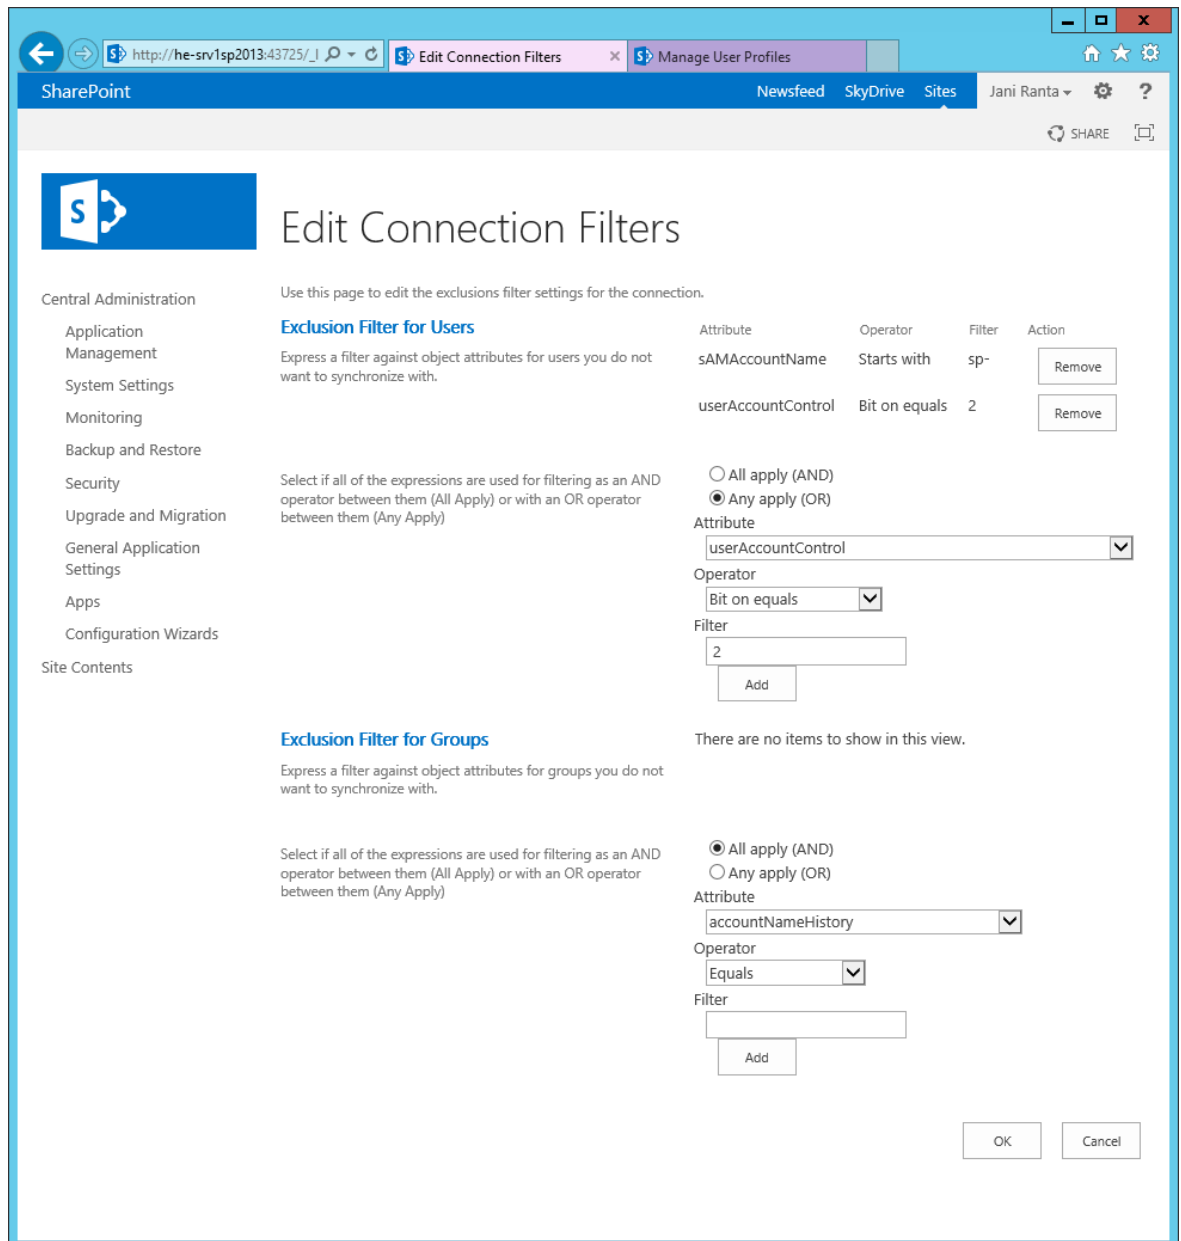 http://he-srv1sp2013:43725/_l
Edit Connection Filters
Manage User Profiles
SharePoint
Newsfeed SkyDrive Sites
Jani Ranta
?
SHARE
S
Edit Connection Filters
Central Administration
Application
Management
System Settings
Monitoring
Backup and Restore
Security
Upgrade and Migration
General Application
Settings
Apps
Configuration Wizards
Site Contents
Use this page to edit the exclusions filter settings for the connection.
Exclusion Filter for Users
Express a filter against object attributes for users you do not
want to synchronize with.
Attribute Operator Filter Action
sAMAccountName Starts with sp- Remove
userAccountControl Bit on equals 2 Remove
Select if all of the expressions are used for filtering as an AND
operator between them (All Apply) or with an OR operator
between them (Any Apply)
All apply (AND)
Any apply (OR)
Attribute
userAccountControl
Operator
Bit on equals
Filter
2
Add
Exclusion Filter for Groups
Express a filter against object attributes for groups you do not
want to synchronize with.
There are no items to show in this view.
Select if all of the expressions are used for filtering as an AND
operator between them (All Apply) or with an OR operator
between them (Any Apply)
All apply (AND)
Any apply (OR)
Attribute
accountNameHistory
Operator
Equals
Filter
Add
OK Cancel